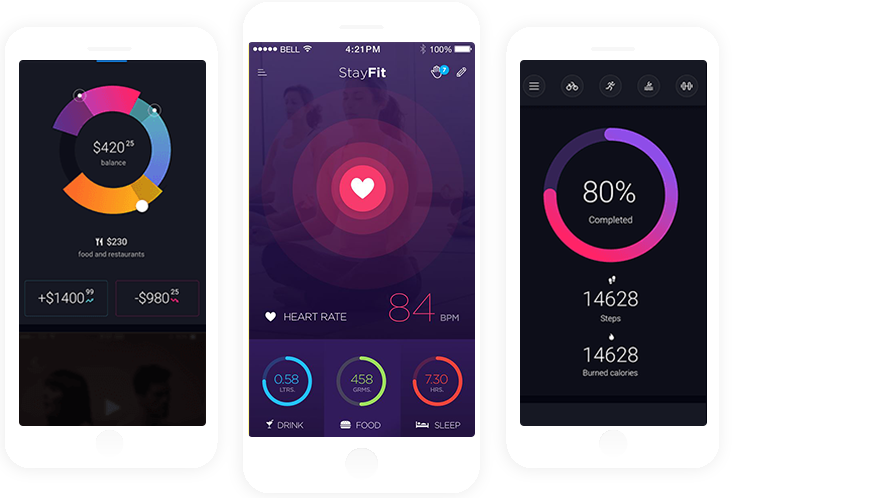 $420 25
balance
$230
food and restaurants
+$1400 99
-$980 25
BELL 4:21 PM 100%
StayFit 7
HEART RATE 84 BPM
0.58 LTRS.
458 GRMS.
7.30 HRS.
DRINK FOOD SLEEP
80%
Completed
14628
Steps
14628
Burned calories